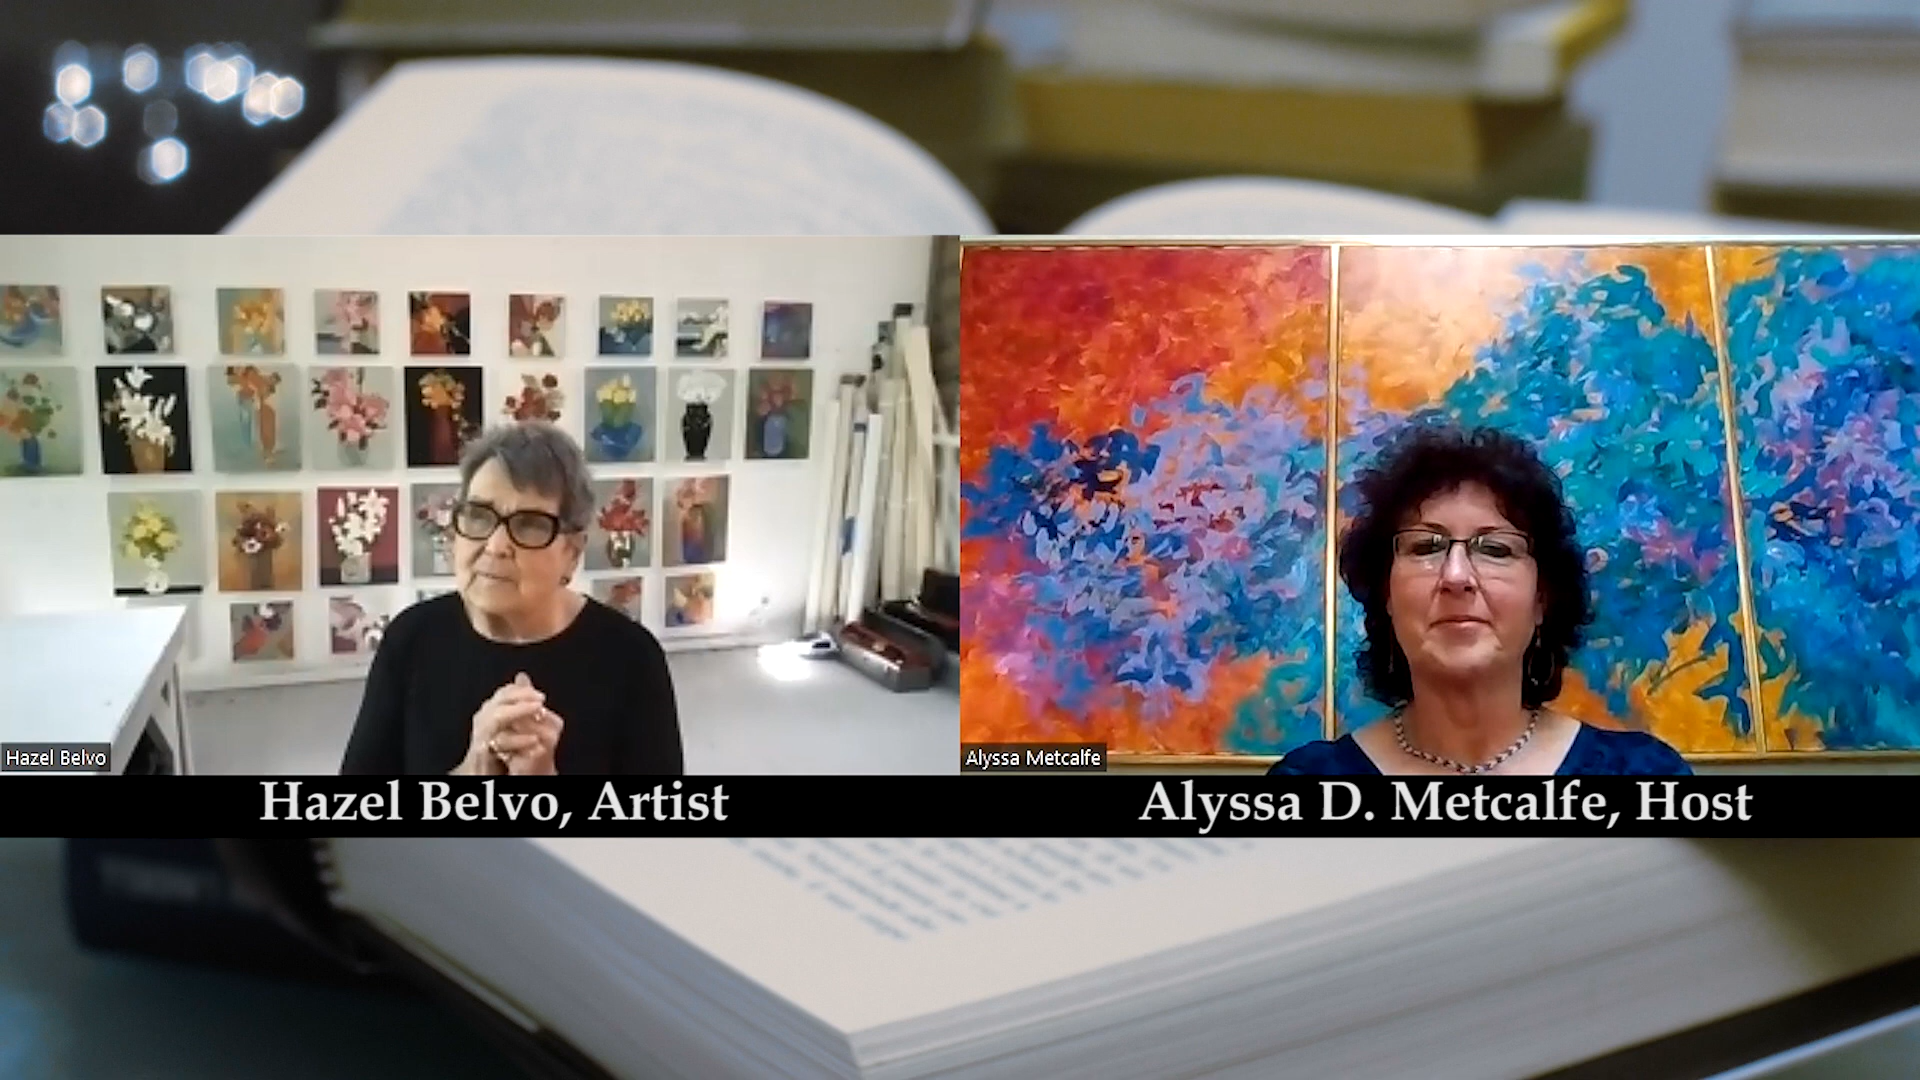 Hazel Belvo
Alyssa Metcalfe
Hazel Belvo, Artist
Alyssa D. Metcalfe, Host